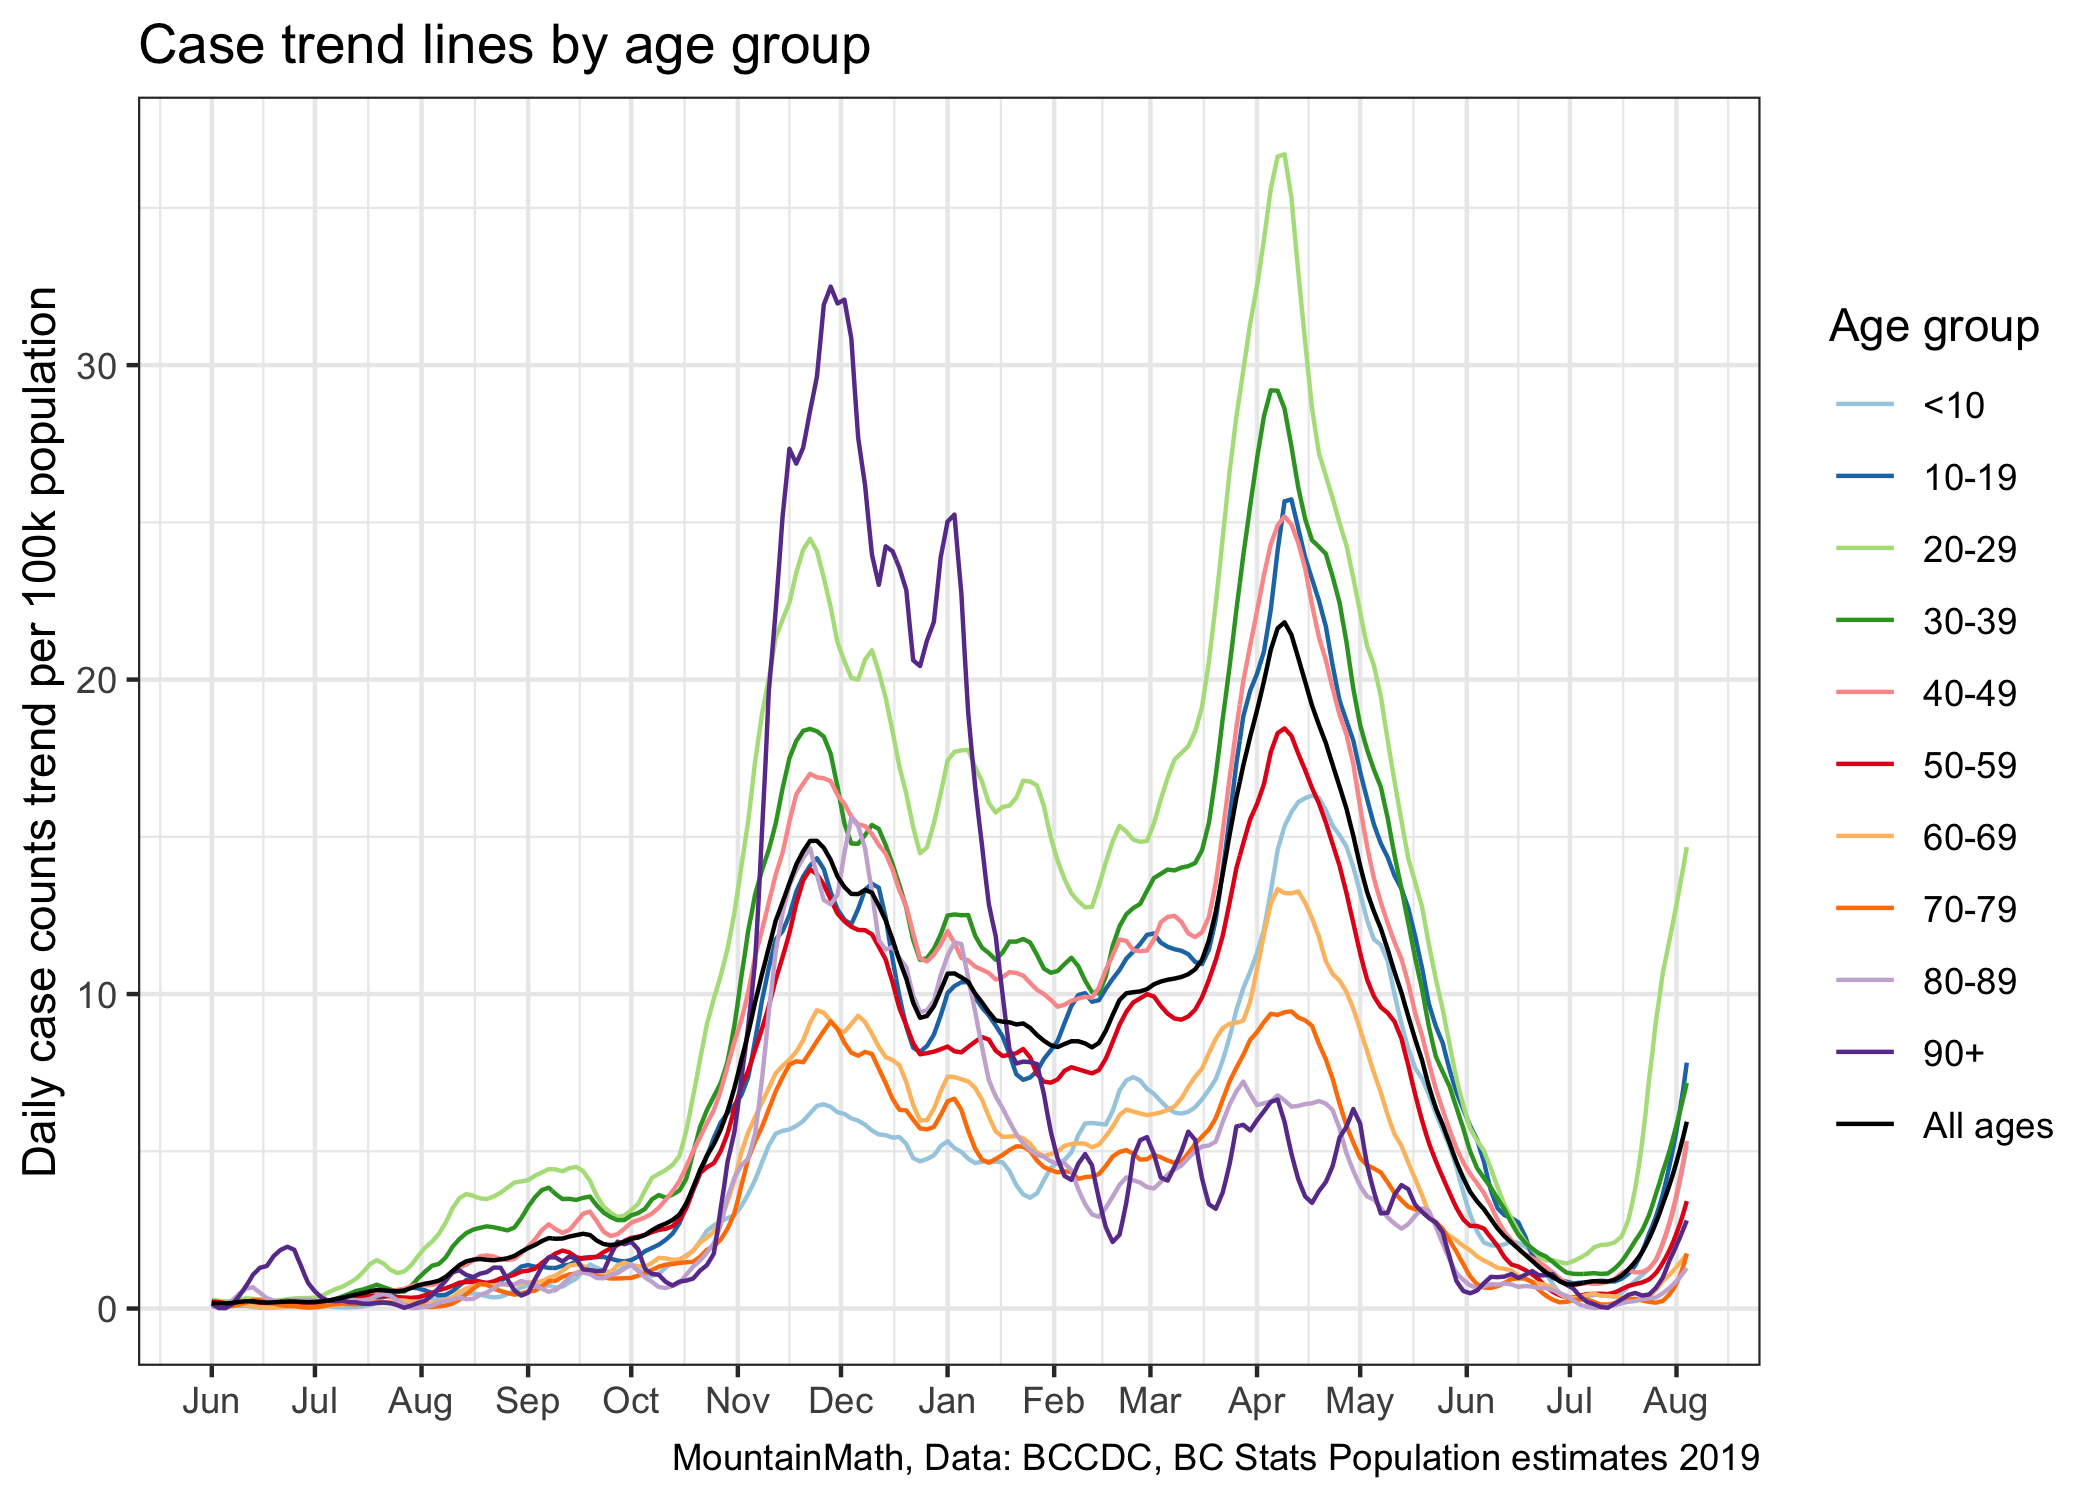 Case trend lines by age group
Daily case counts trend per 100k population
30
20
10
0
Jun Jul Aug Sep Oct Nov Dec Jan Feb Mar Apr May Jun Jul Aug
Age group
<10
10-19
20-29
30-39
40-49
50-59
60-69
70-79
80-89
90+
All ages
MountainMath, Data: BCCDC, BC Stats Population estimates 2019